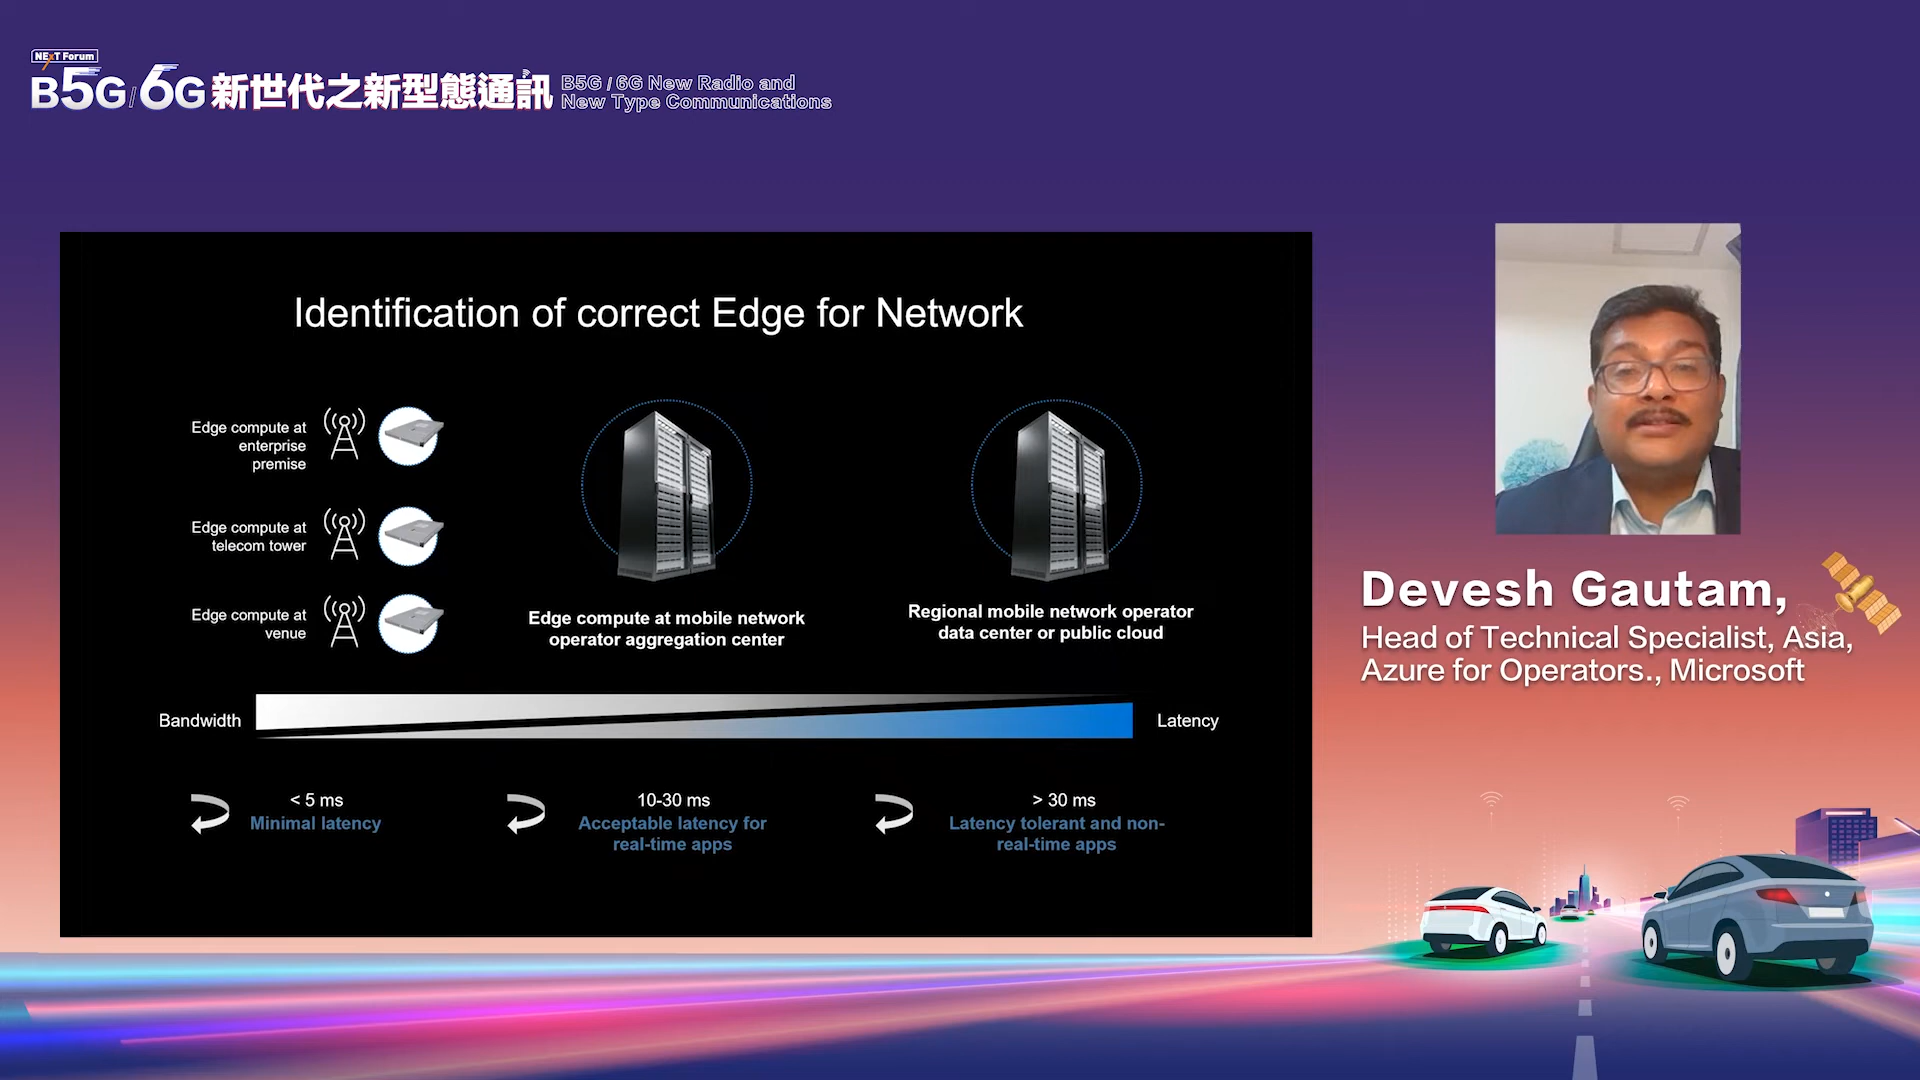 NExT Forum
B5G/6G新世代之新型態通訊
B5G / 6G New Radio and
New Type Communications
Identification of correct Edge for Network
Edge compute at
enterprise
premise
Edge compute at
telecom tower
Edge compute at
venue
Edge compute at mobile network
operator aggregation center
Regional mobile network operator
data center or public cloud
Bandwidth
Latency
< 5 ms
Minimal latency
10-30 ms
Acceptable latency for
real-time apps
> 30 ms
Latency tolerant and non-
real-time apps
Devesh Gautam,
Head of Technical Specialist, Asia,
Azure for Operators., Microsoft